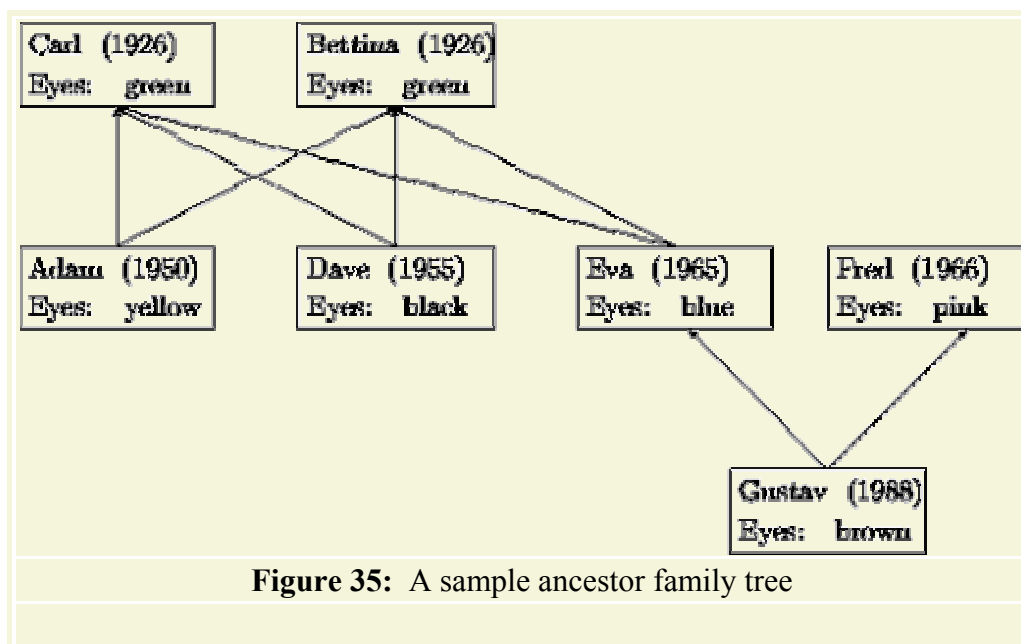 Carl (1926)
Eyes: green
Bettina (1926)
Eyes: green
Adam (1950)
Eyes: yellow
Dave (1955)
Eyes: black
Eva (1965)
Eyes: blue
Fred (1966)
Eyes: pink
Gustav (1988)
Eyes: brown
Figure 35: A sample ancestor family tree